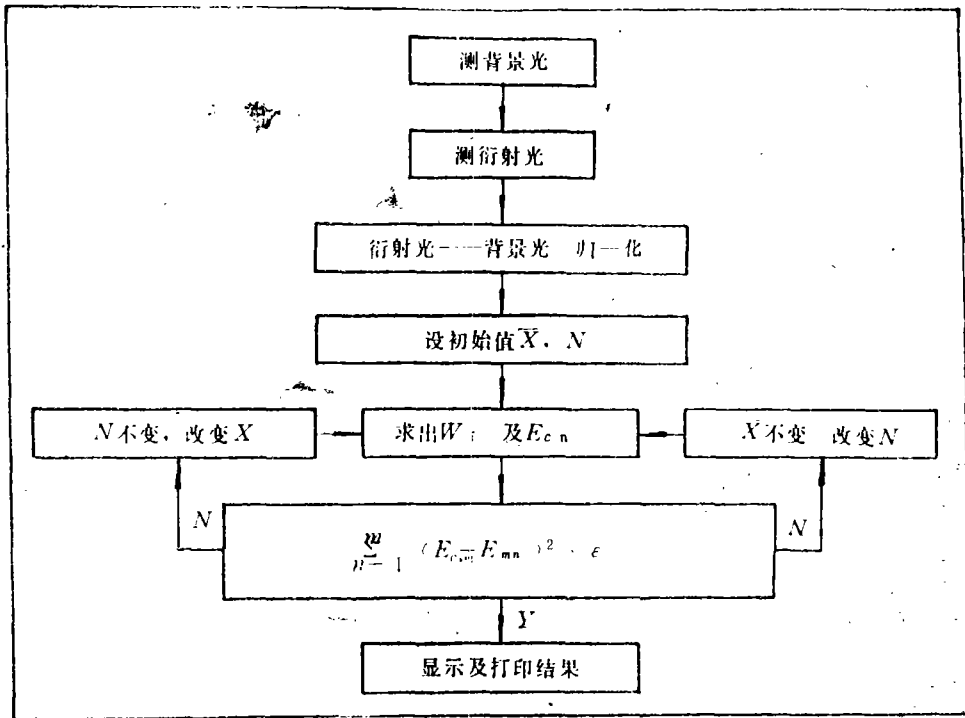 测背景光
测衍射光
衍射光-背景光 归一化
设初始值X̄, N
N不变, 改变X
求出Wi 及Ecn
X̄不变 改变N
N
N
(Ecn-Emn)² ε
Y
显示及打印结果